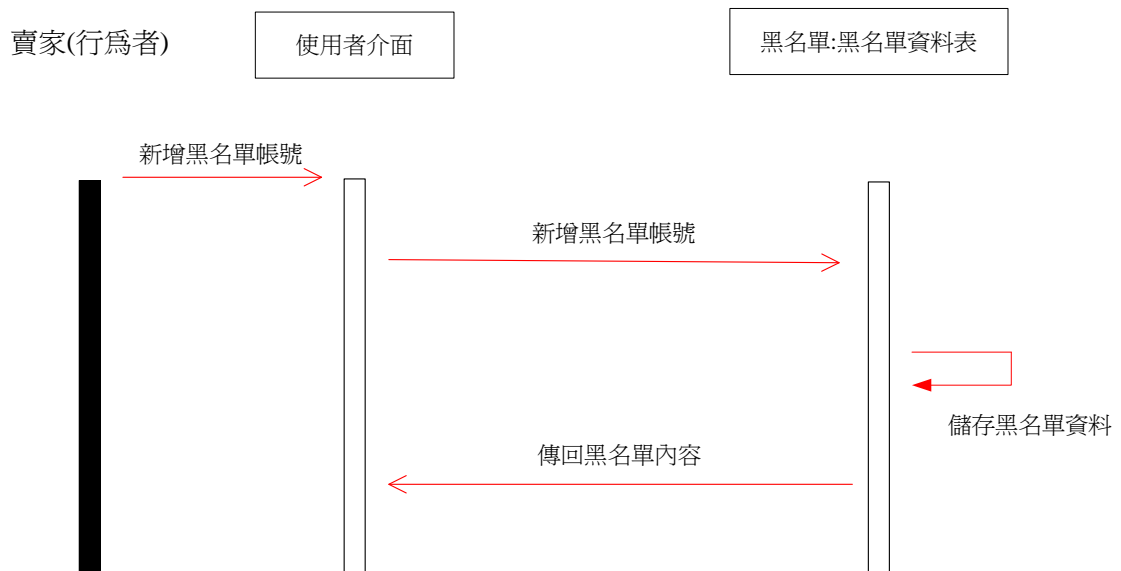 賣家(行爲者)
使用者介面
黑名單:黑名單資料表
新增黑名單帳號
新增黑名單帳號
儲存黑名單資料
傳回黑名單內容